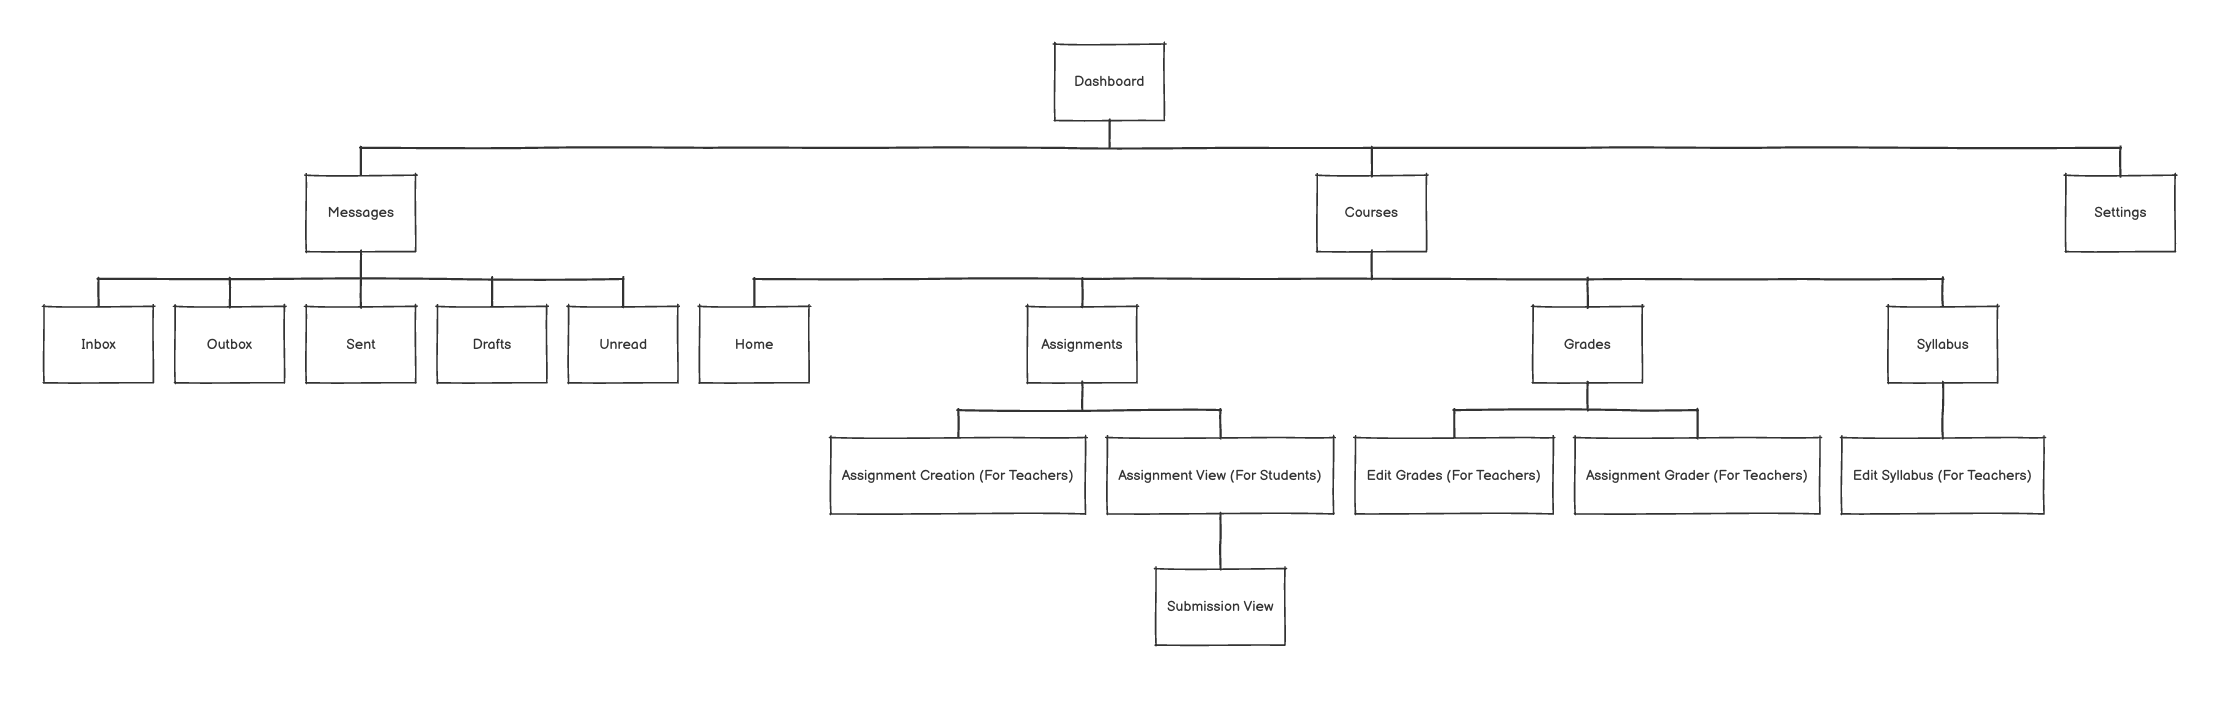 Dashboard
Messages
Courses
Settings
Inbox
Outbox
Sent
Drafts
Unread
Home
Assignments
Grades
Syllabus
Assignment Creation (For Teachers)
Assignment View (For Students)
Edit Grades (For Teachers)
Assignment Grader (For Teachers)
Edit Syllabus (For Teachers)
Submission View